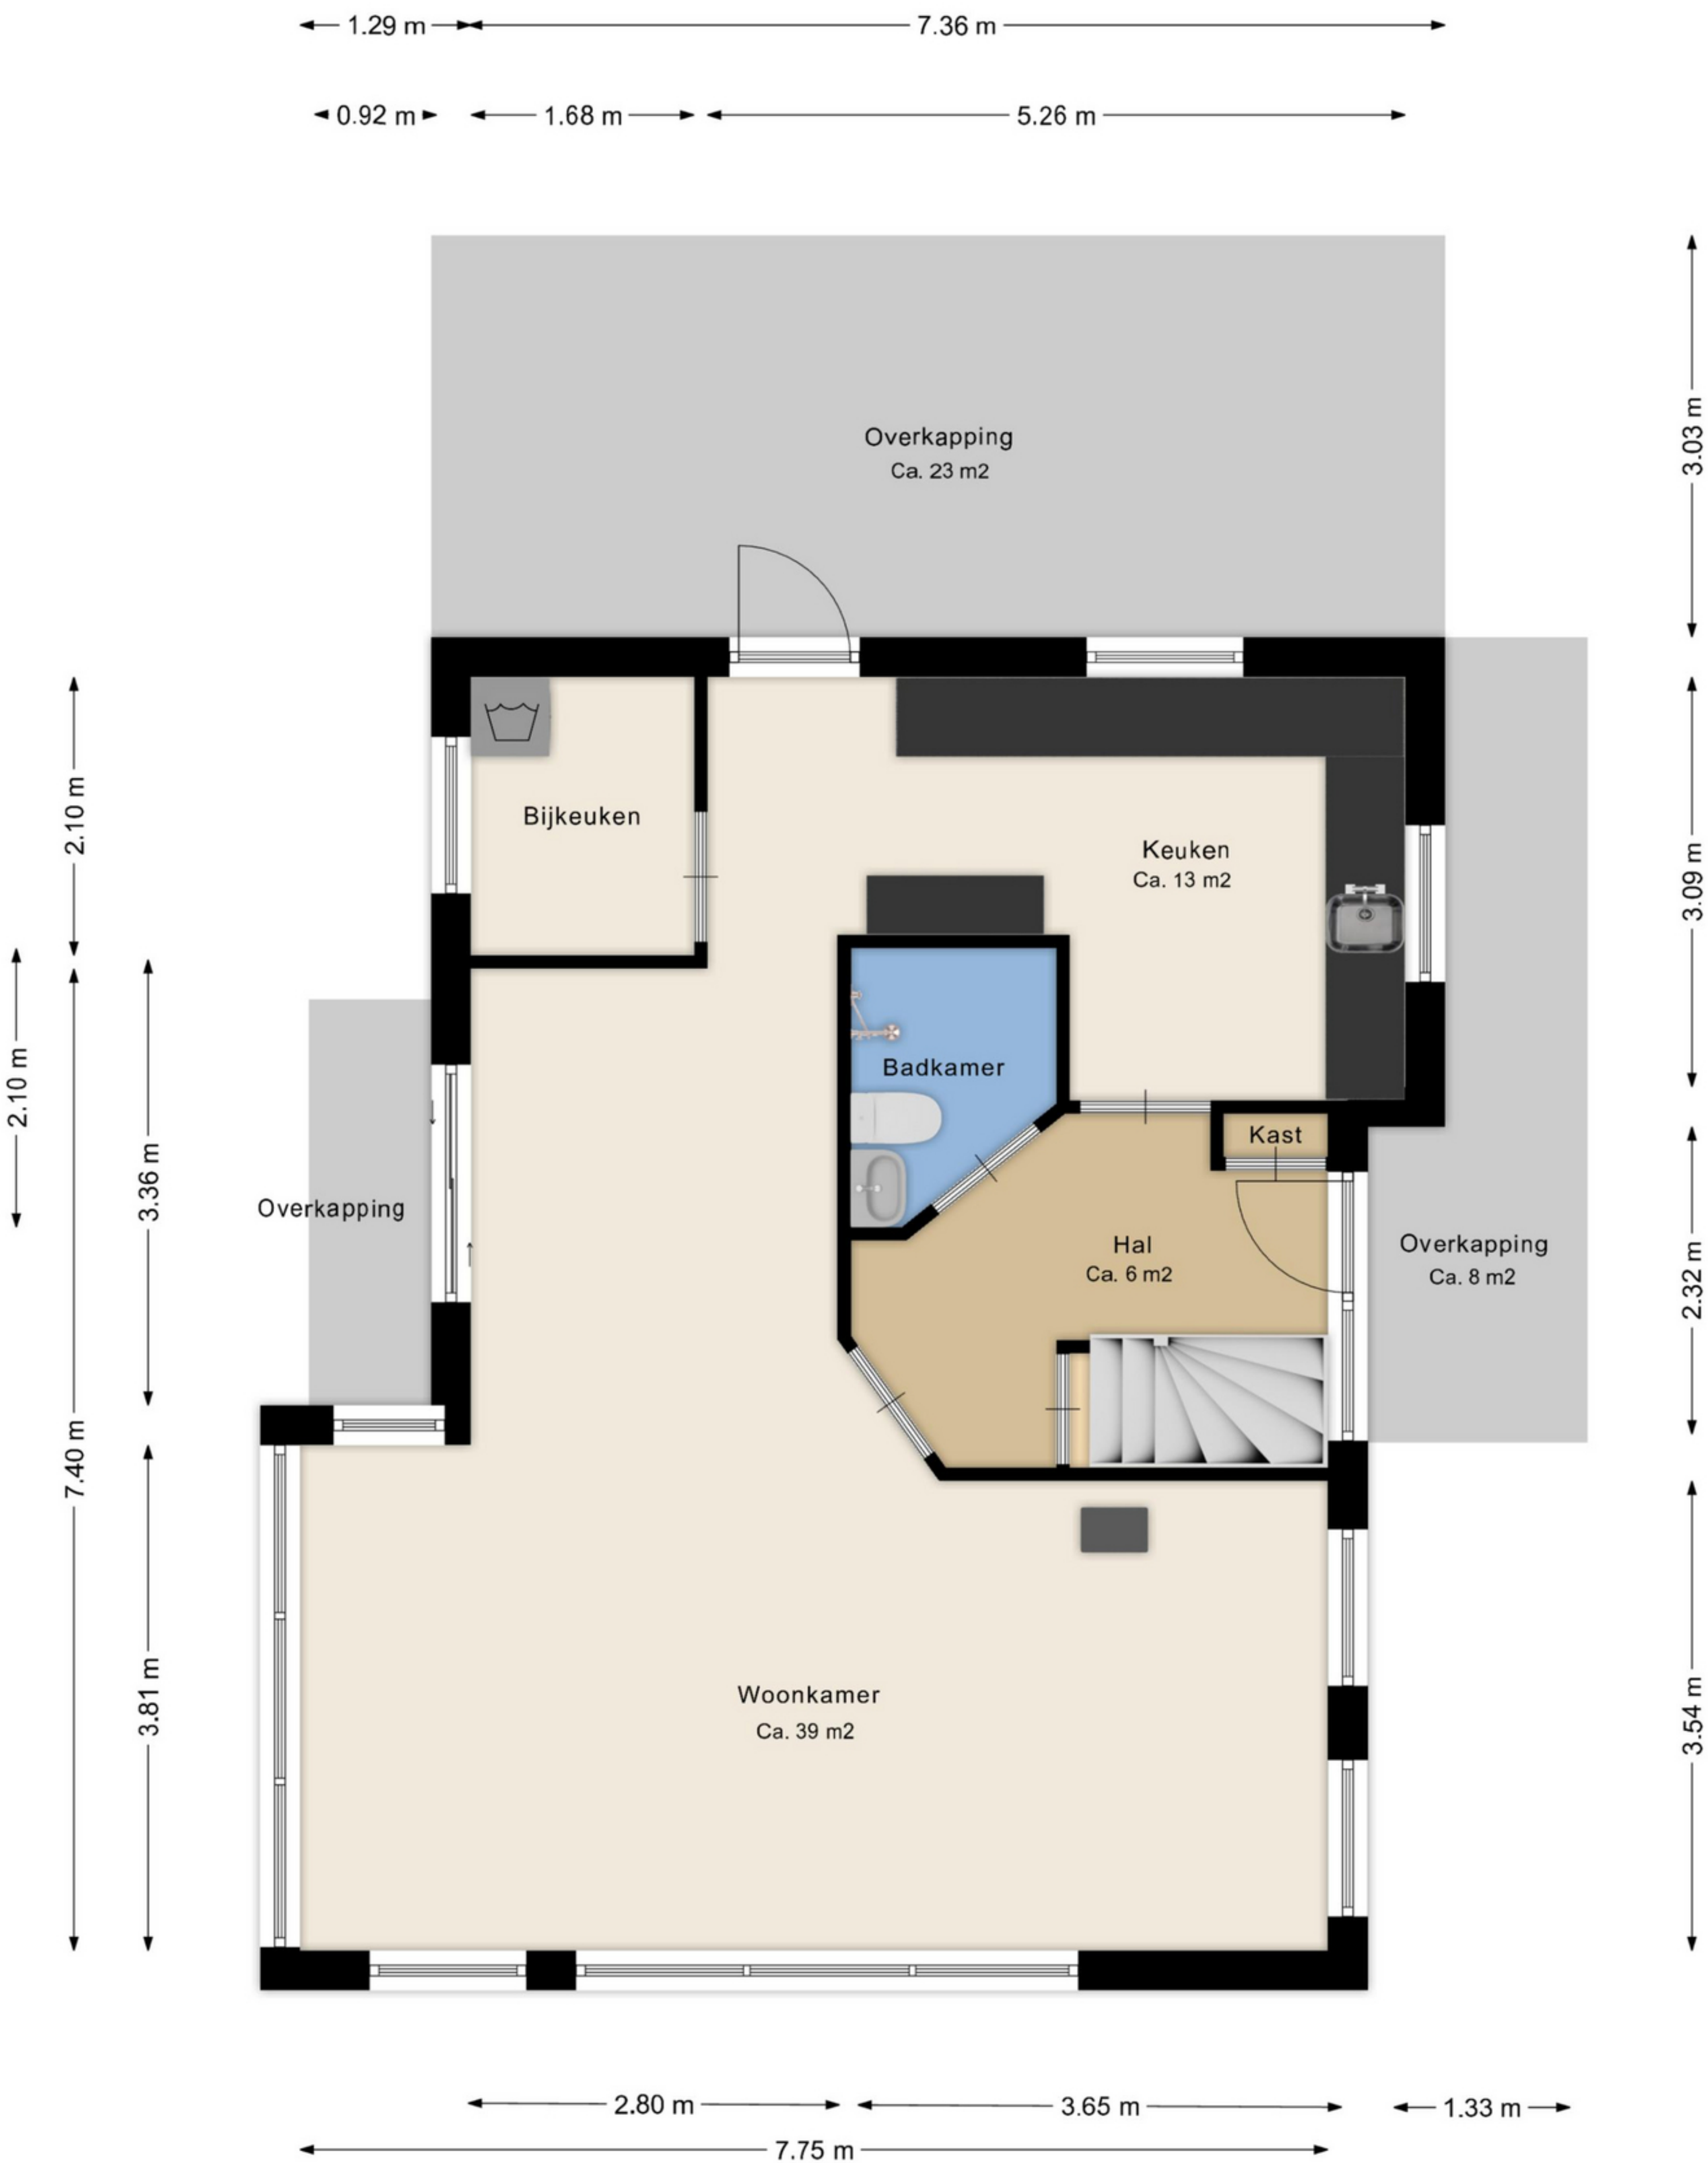 1.29 m
7.36 m
0.92 m
1.68 m
5.26 m
Overkapping
Ca. 23 m2
3.03 m
Bijkeuken
2.10 m
Keuken
Ca. 13 m2
3.09 m
Badkamer
2.10 m
Kast
3.36 m
Overkapping
Hal
Ca. 6 m2
Overkapping
Ca. 8 m2
2.32 m
7.40 m
3.81 m
Woonkamer
Ca. 39 m2
3.54 m
2.80 m
3.65 m
1.33 m
7.75 m